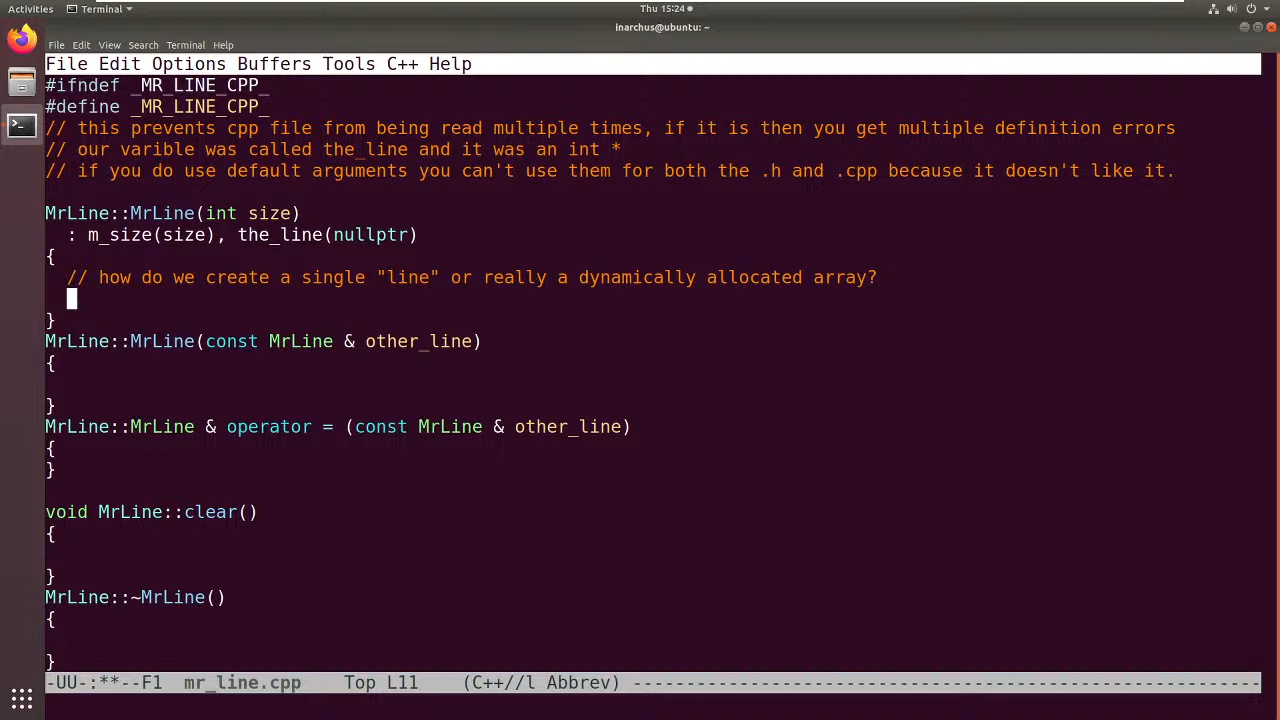 Activities Terminal Thu 15:24
inarchus@ubuntu: ~
File Edit View Search Terminal Help
File Edit Options Buffers Tools C++ Help
#ifndef _MR_LINE_CPP_
#define _MR_LINE_CPP_
// this prevents cpp file from being read multiple times, if it is then you get multiple definition errors
// our varible was called the_line and it was an int *
// if you do use default arguments you can't use them for both the .h and .cpp because it doesn't like it.
MrLine::MrLine(int size)
  : m_size(size), the_line(nullptr)
{
  // how do we create a single "line" or really a dynamically allocated array?
}
MrLine::MrLine(const MrLine & other_line)
{
}
MrLine::MrLine & operator = (const MrLine & other_line)
{
}
void MrLine::clear()
{
}
MrLine::~MrLine()
{
}
-UU-:**--F1  mr_line.cpp    Top L11    (C++//l Abbrev) -----------------------------------------------------------